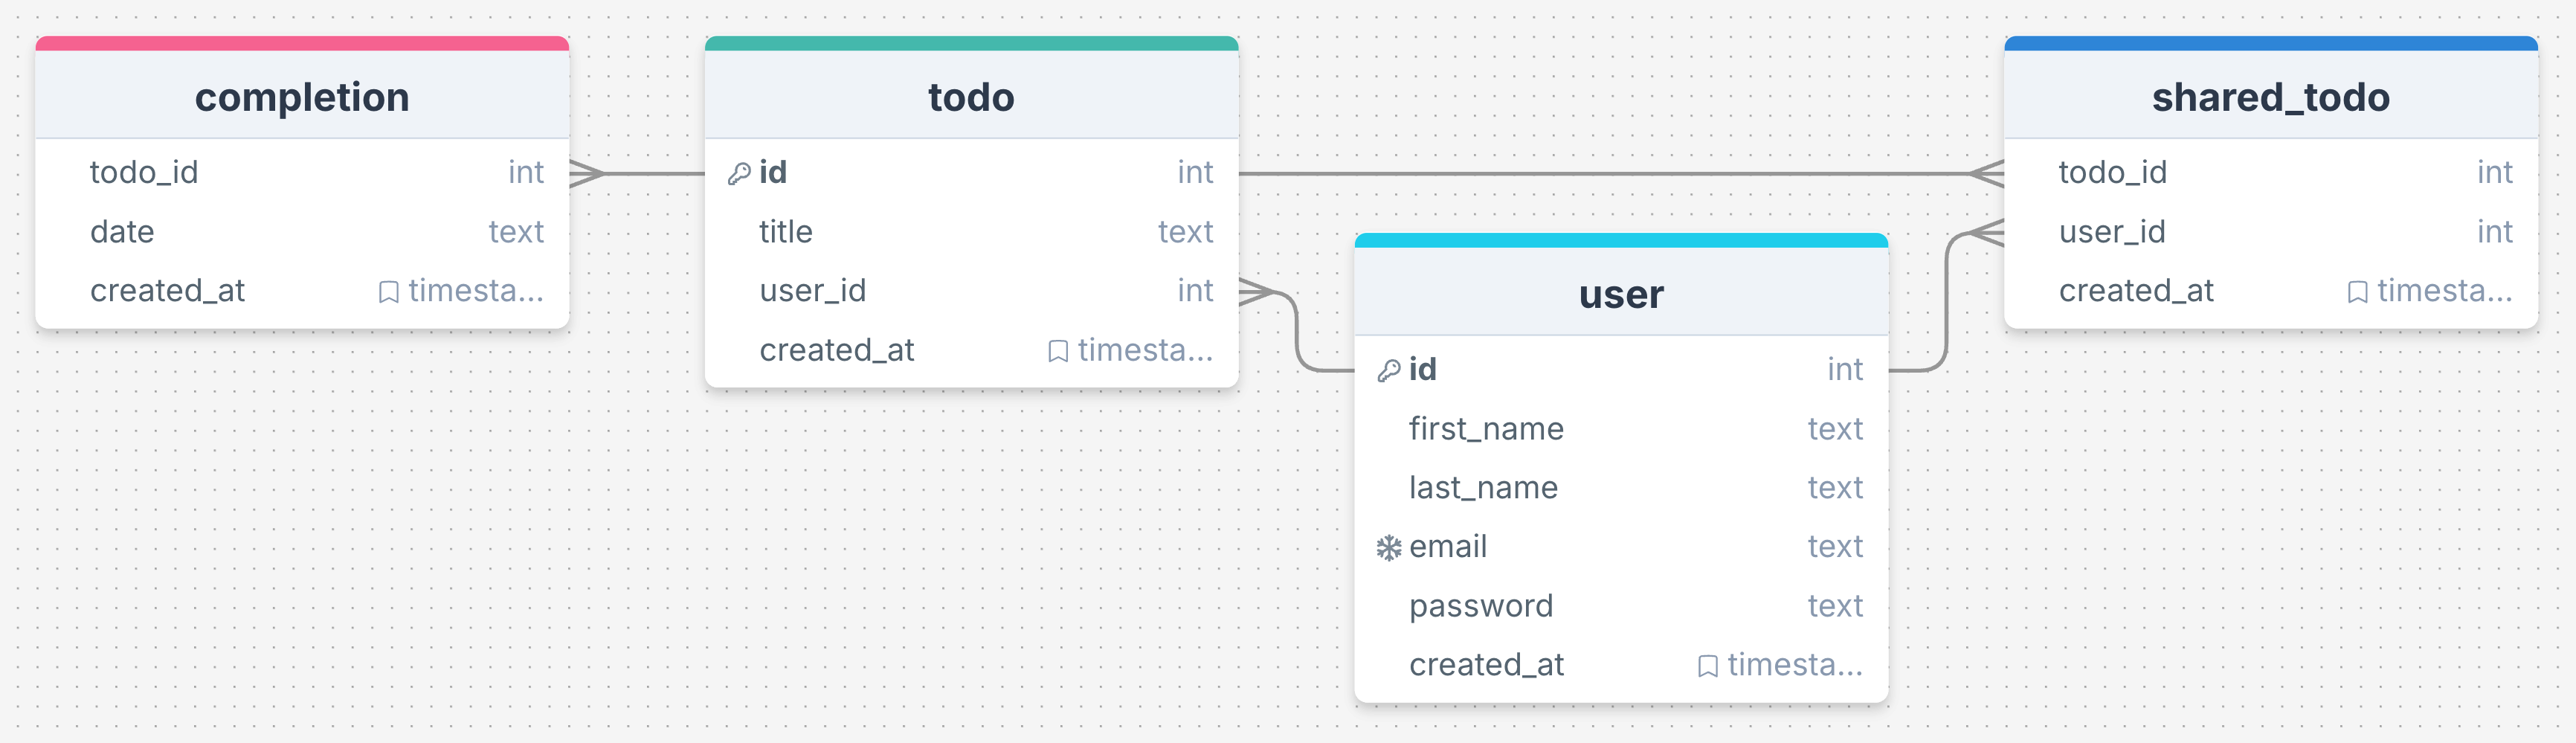 completion
todo_id int
date text
created_at timesta...
todo
id int
title text
user_id int
created_at timesta...
user
id int
first_name text
last_name text
email text
password text
created_at timesta...
shared_todo
todo_id int
user_id int
created_at timesta...